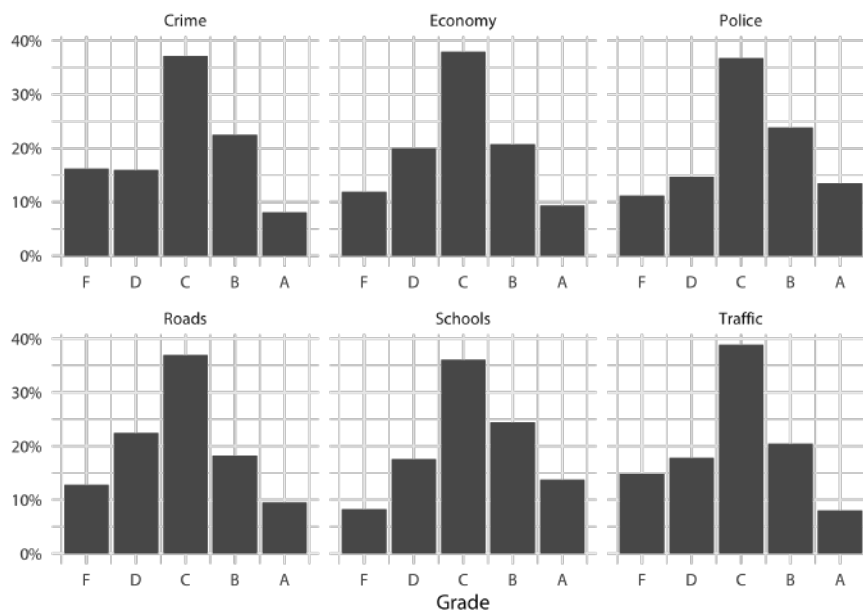 Crime Economy Police
40%
30%
20%
10%
0%
F D C B A F D C B A F D C B A
Roads Schools Traffic
40%
30%
20%
10%
0%
F D C B A F D C B A F D C B A
Grade